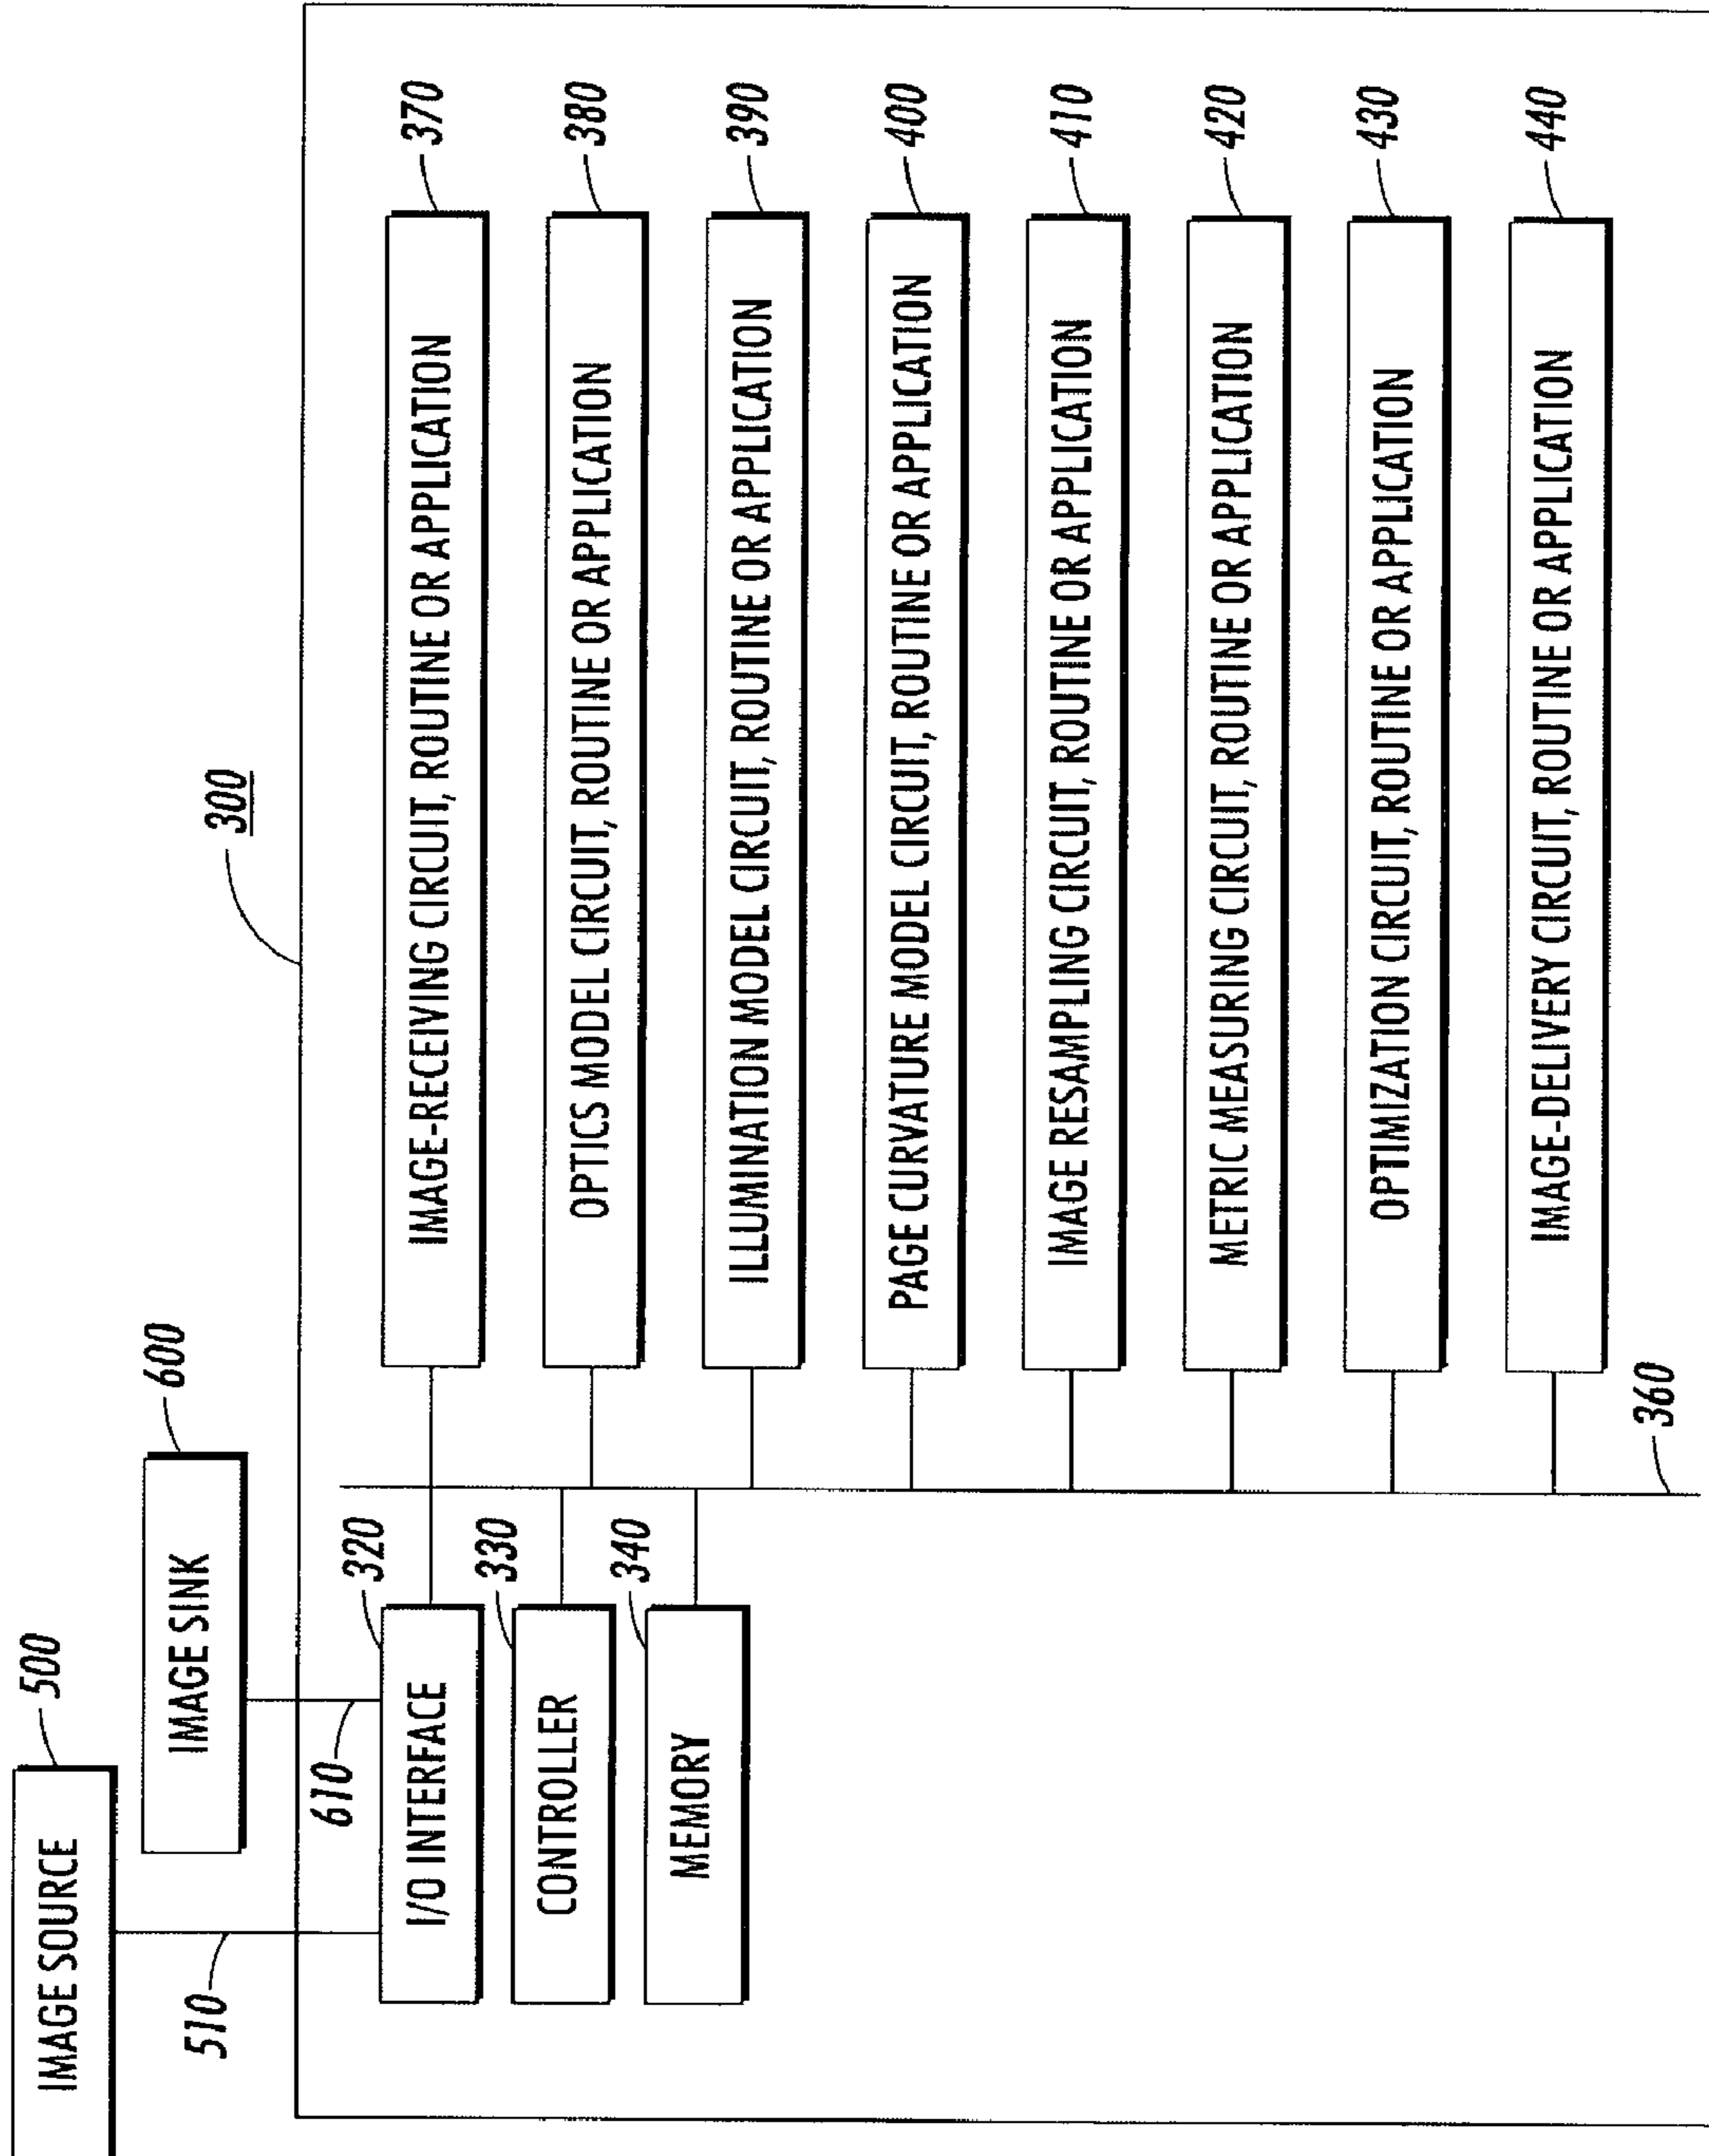 IMAGE SOURCE
500
510
IMAGE SINK
600
610
300
I/O INTERFACE
320
CONTROLLER
330
MEMORY
340
360
IMAGE-RECEIVING CIRCUIT, ROUTINE OR APPLICATION
370
OPTICS MODEL CIRCUIT, ROUTINE OR APPLICATION
380
ILLUMINATION MODEL CIRCUIT, ROUTINE OR APPLICATION
390
PAGE CURVATURE MODEL CIRCUIT, ROUTINE OR APPLICATION
400
IMAGE RESAMPLING CIRCUIT, ROUTINE OR APPLICATION
410
METRIC MEASURING CIRCUIT, ROUTINE OR APPLICATION
420
OPTIMIZATION CIRCUIT, ROUTINE OR APPLICATION
430
IMAGE-DELIVERY CIRCUIT, ROUTINE OR APPLICATION
440